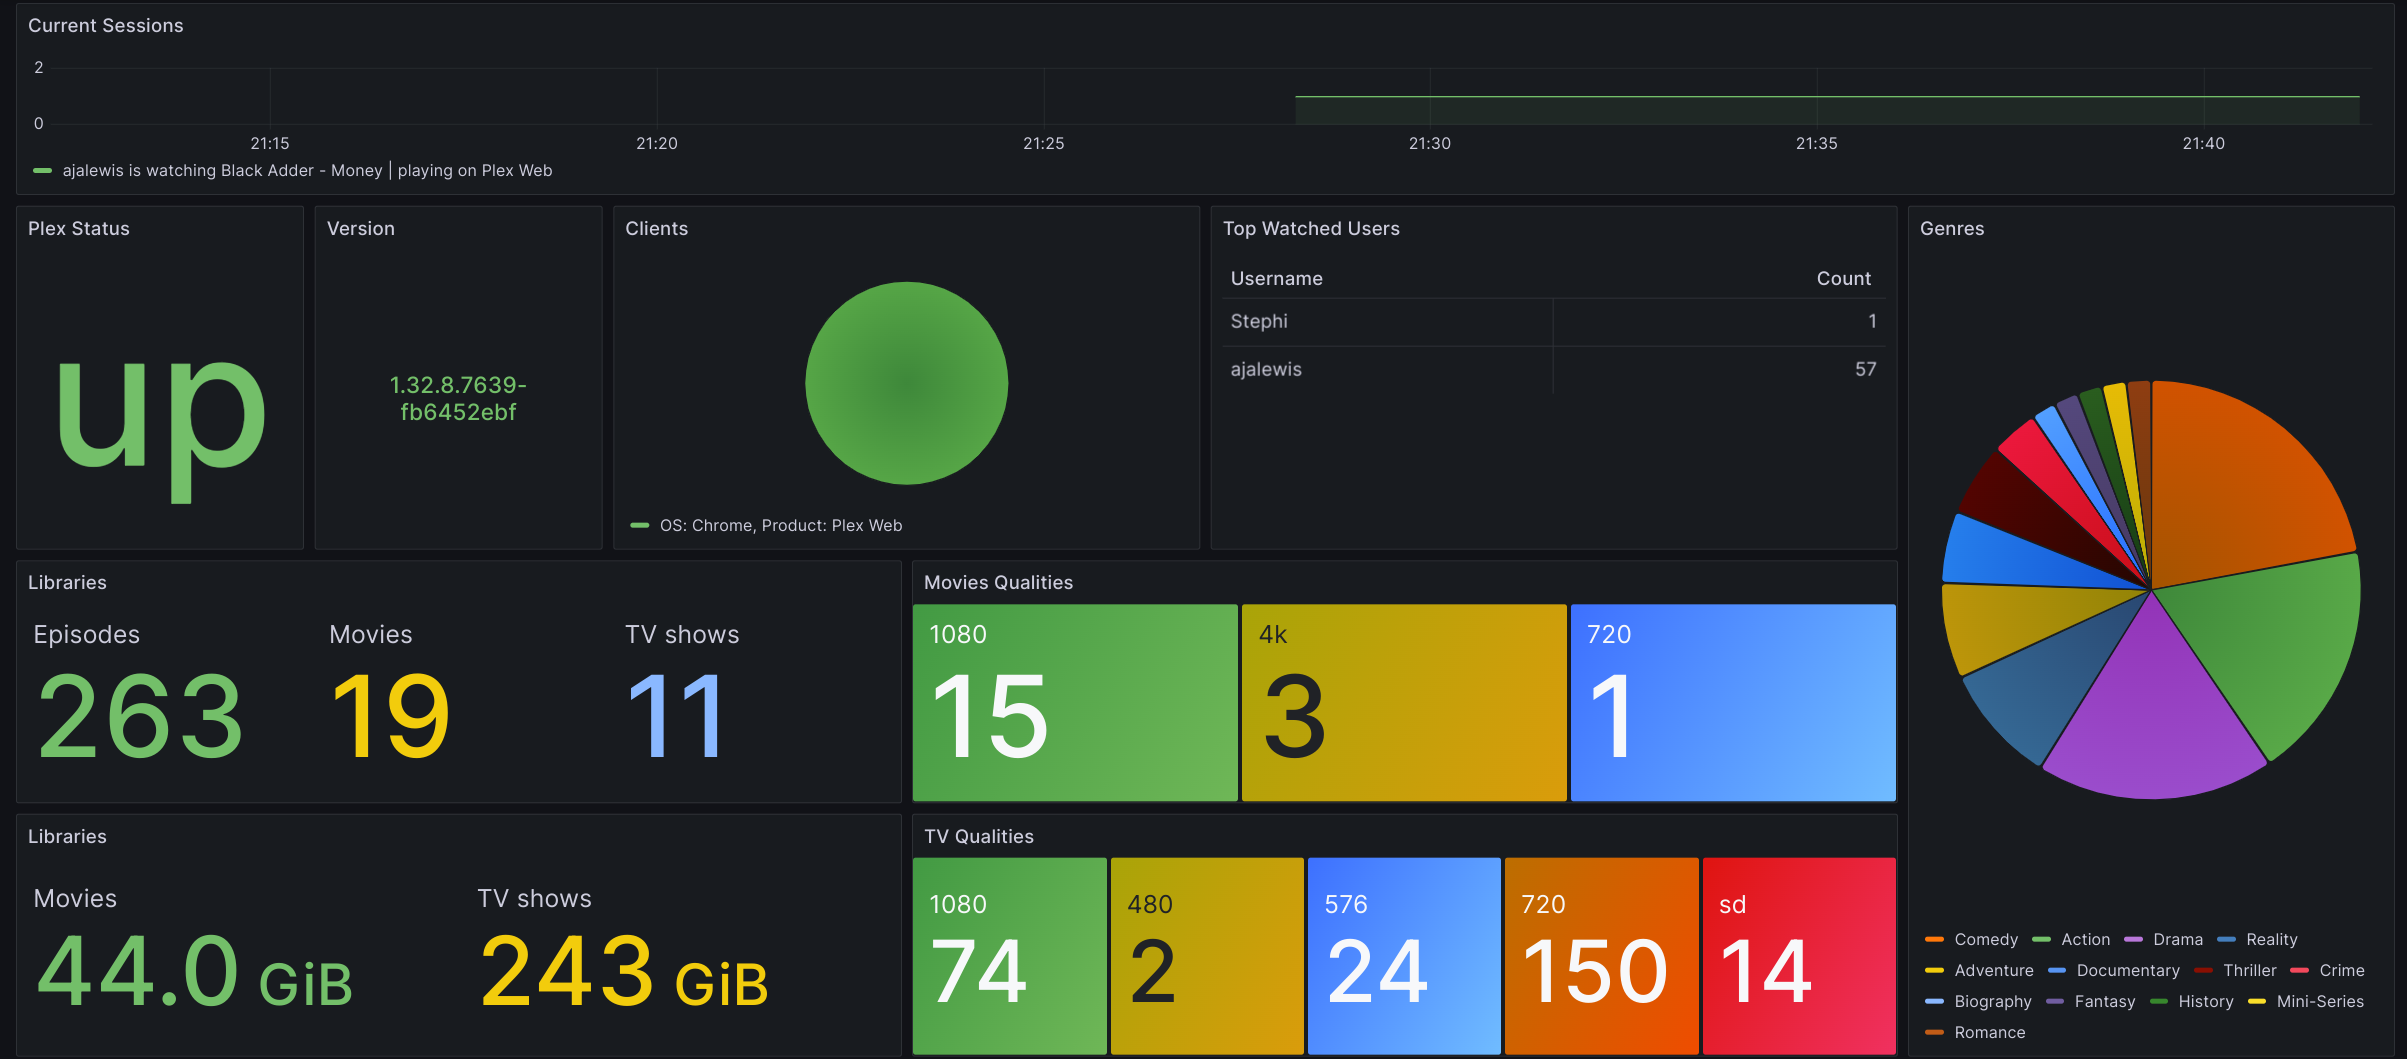 Current Sessions
2
0
21:15 21:20 21:25 21:30 21:35 21:40
ajalewis is watching Black Adder - Money | playing on Plex Web
Plex Status
up
Version
1.32.8.7639-
fb6452ebf
Clients
OS: Chrome, Product: Plex Web
Top Watched Users
Username Count
Stephi 1
ajalewis 57
Genres
Comedy Action Drama Reality
Adventure Documentary Thriller Crime
Biography Fantasy History Mini-Series
Romance
Libraries
Episodes Movies TV shows
263 19 11
Movies Qualities
1080 4k 720
15 3 1
Libraries
Movies TV shows
44.0 GiB 243 GiB
TV Qualities
1080 480 576 720 sd
74 2 24 150 14